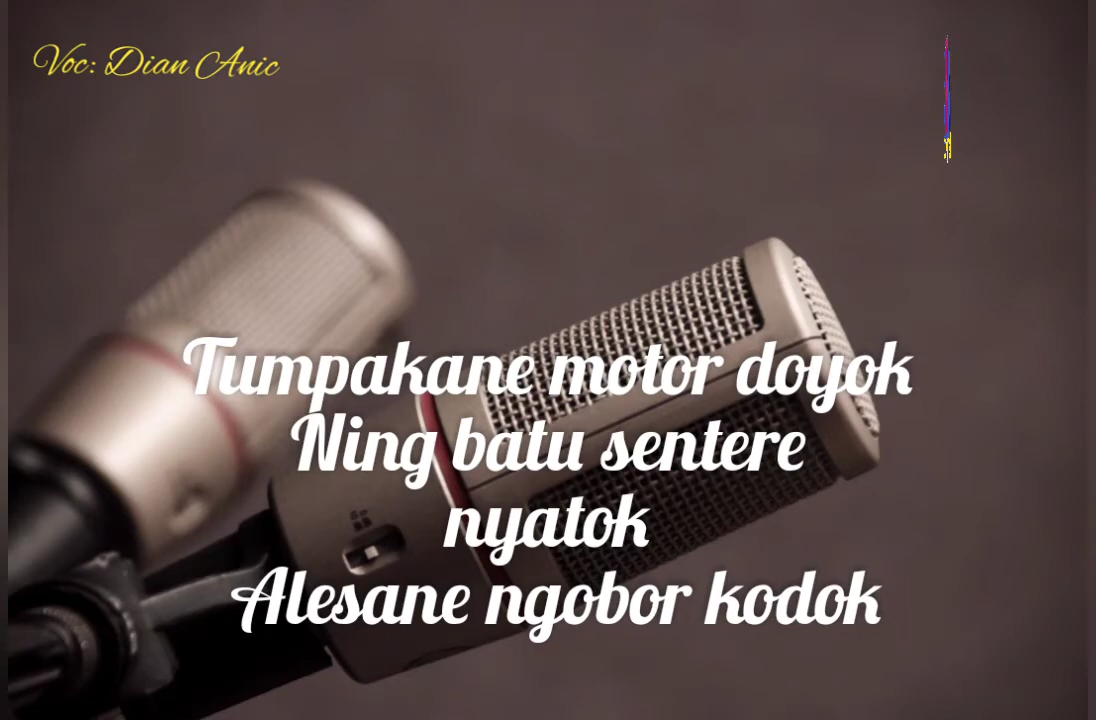 Voc: Dian Anic
Tumpakane motor doyok
Ning batu sentere
nyatok
Alesane ngobor kodok